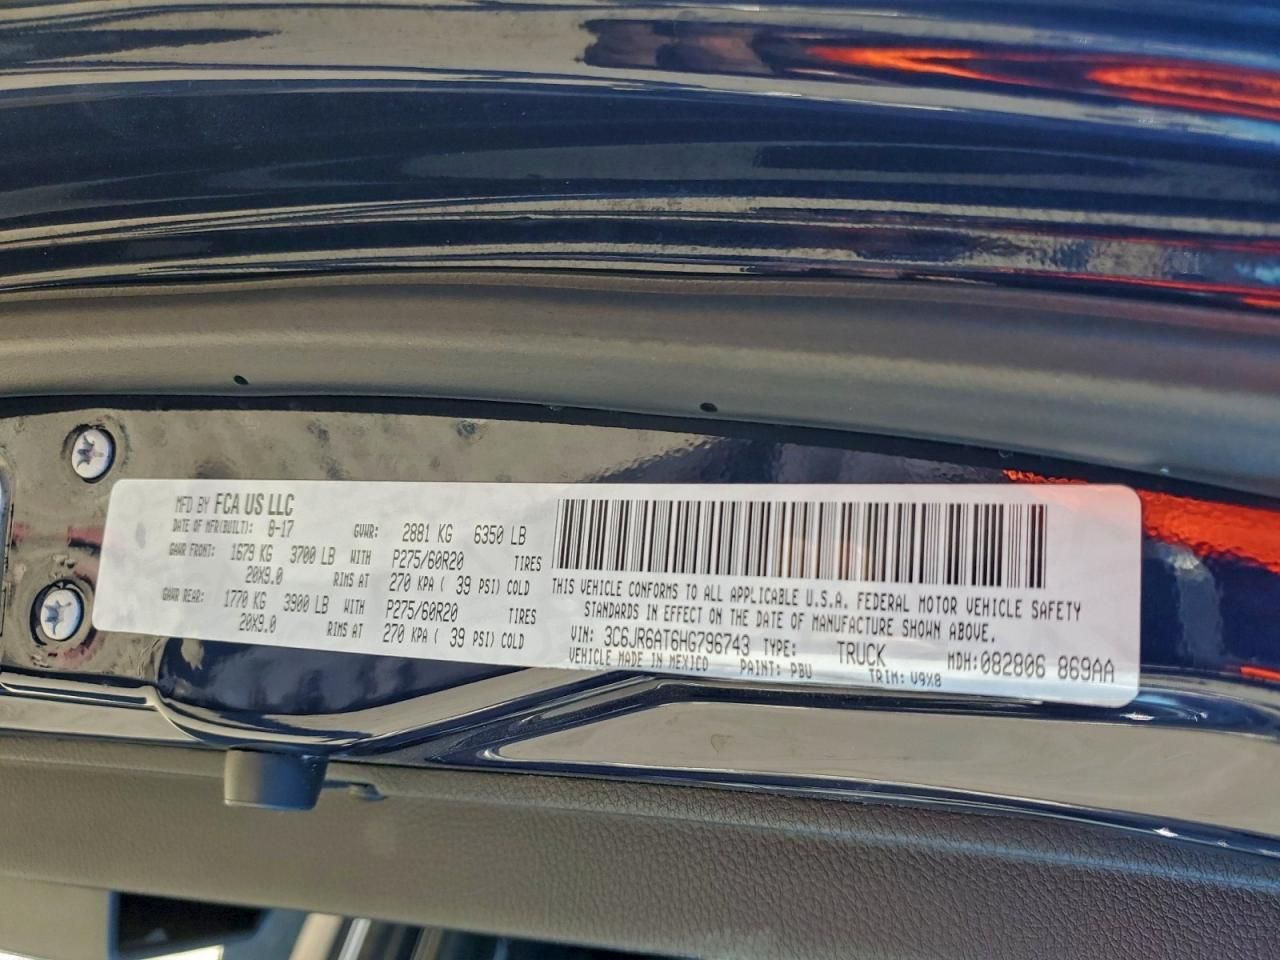 MFD BY FCA US LLC
DATE OF MFR(BUILT): 8-17 GVWR: 2881 KG 6350 LB
GAWR FRONT: 1679 KG 3700 LB WITH P275/60R20 TIRES
20X9.0 RIMS AT 270 KPA ( 39 PSI) COLD
GAWR REAR: 1770 KG 3900 LB WITH P275/60R20 TIRES
20X9.0 RIMS AT 270 KPA ( 39 PSI) COLD
THIS VEHICLE CONFORMS TO ALL APPLICABLE U.S.A. FEDERAL MOTOR VEHICLE SAFETY
STANDARDS IN EFFECT ON THE DATE OF MANUFACTURE SHOWN ABOVE.
VIN: 3C6JR6AT6HG796743 TYPE: TRUCK MDH:082806 869AA
VEHICLE MADE IN MEXICO PAINT: PBU TRIM: V9X8